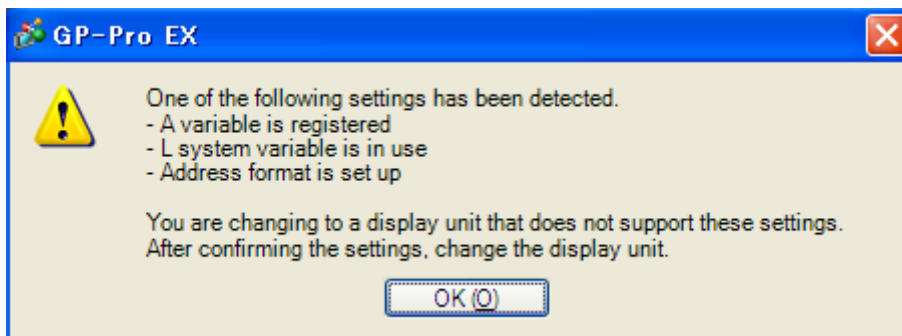 GP-Pro EX
One of the following settings has been detected.
- A variable is registered
- L system variable is in use
- Address format is set up
You are changing to a display unit that does not support these settings.
After confirming the settings, change the display unit.
OK (O)